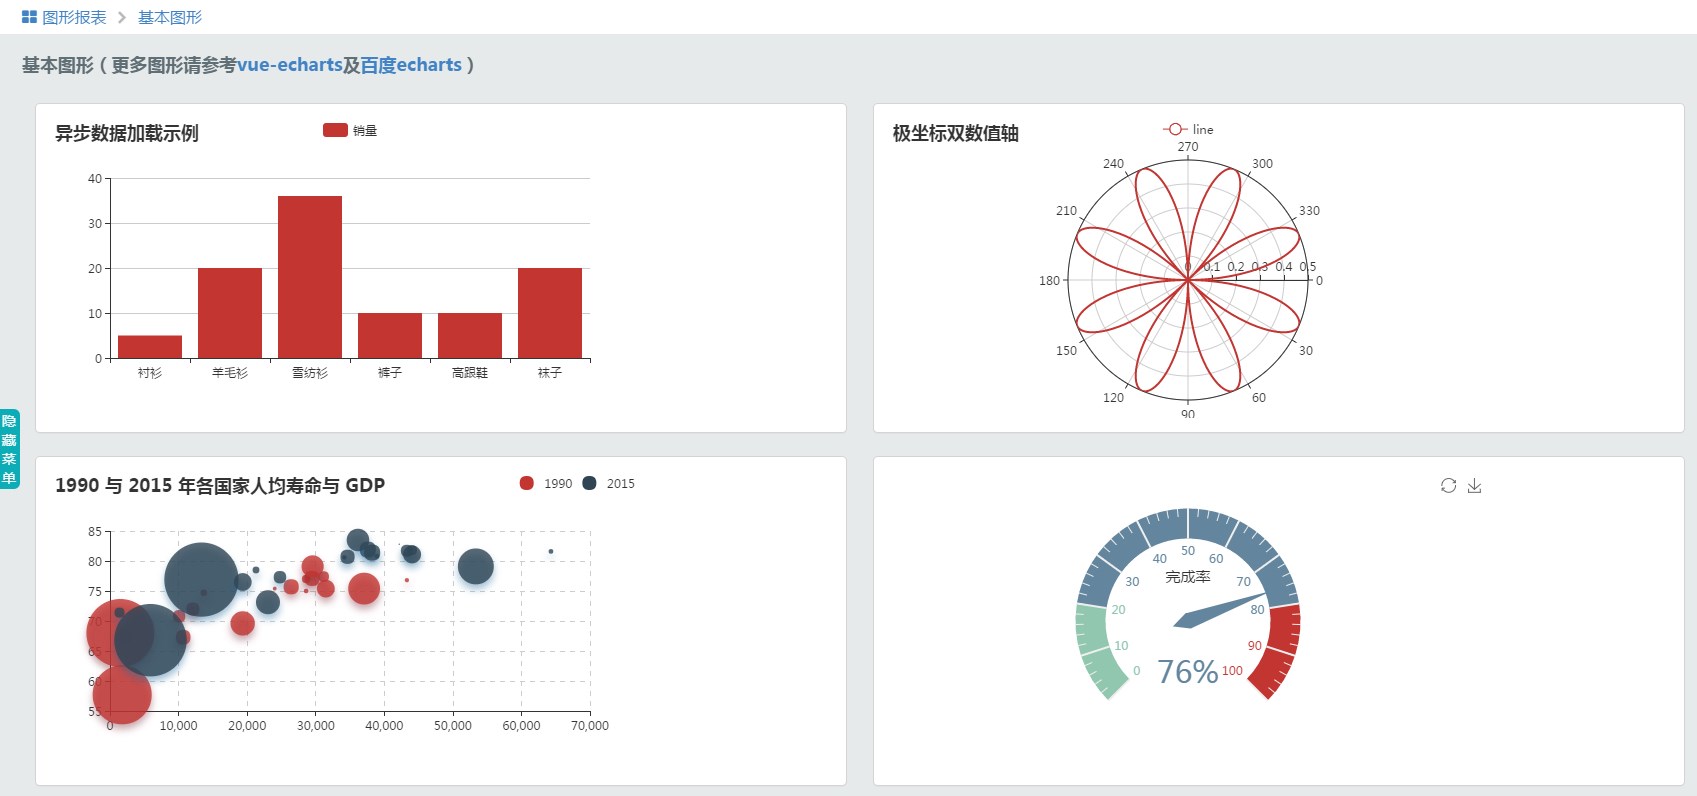 图形报表 基本图形
基本图形（更多图形请参考vue-echarts及百度echarts）
异步数据加载示例
销量
40
30
20
10
0
衬衫 羊毛衫 雪纺衫 裤子 高跟鞋 袜子
极坐标双数值轴
line
270
240 300
210 330
180 0 0.1 0.2 0.3 0.4 0.5 0
150 30
120 60
90
隐藏菜单
1990 与 2015 年各国家人均寿命与 GDP
1990 2015
85
80
75
70
65
60
55
0 10,000 20,000 30,000 40,000 50,000 60,000 70,000
完成率
0 10 20 30 40 50 60 70 80 90 100
76%